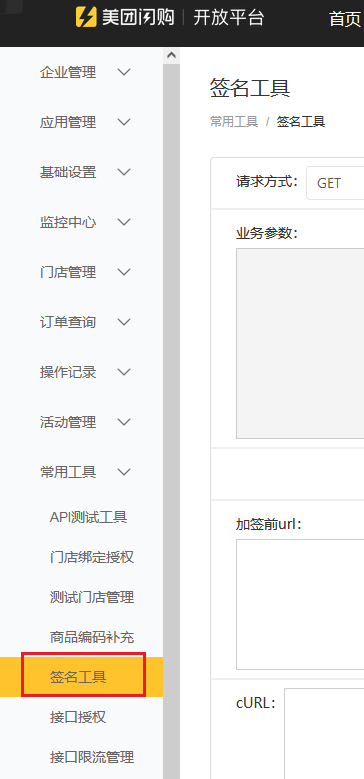 美团闪购 | 开放平台 首页
企业管理
应用管理
基础设置
监控中心
门店管理
订单查询
操作记录
活动管理
常用工具
API测试工具
门店绑定授权
测试门店管理
商品编码补充
签名工具
接口授权
接口限流管理
签名工具
常用工具 / 签名工具
请求方式： GET
业务参数：
加签前url：
cURL：